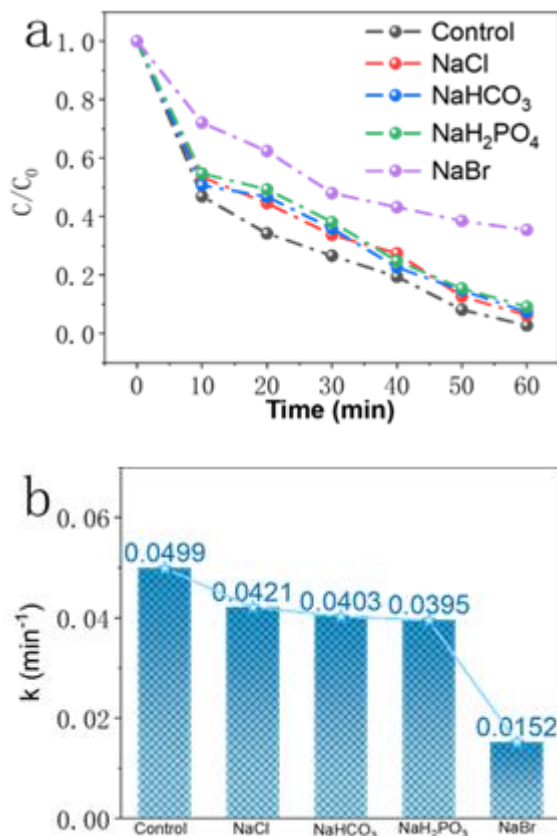 a
Control
NaCl
NaHCO₃
NaH₂PO₄
NaBr
C/C₀
1.0
0.8
0.6
0.4
0.2
0.0
0 10 20 30 40 50 60
Time (min)
b
k (min⁻¹)
0.06
0.04
0.02
0.00
0.0499
0.0421
0.0403
0.0395
0.0152
Control NaCl NaHCO₃ NaH₂PO₃ NaBr